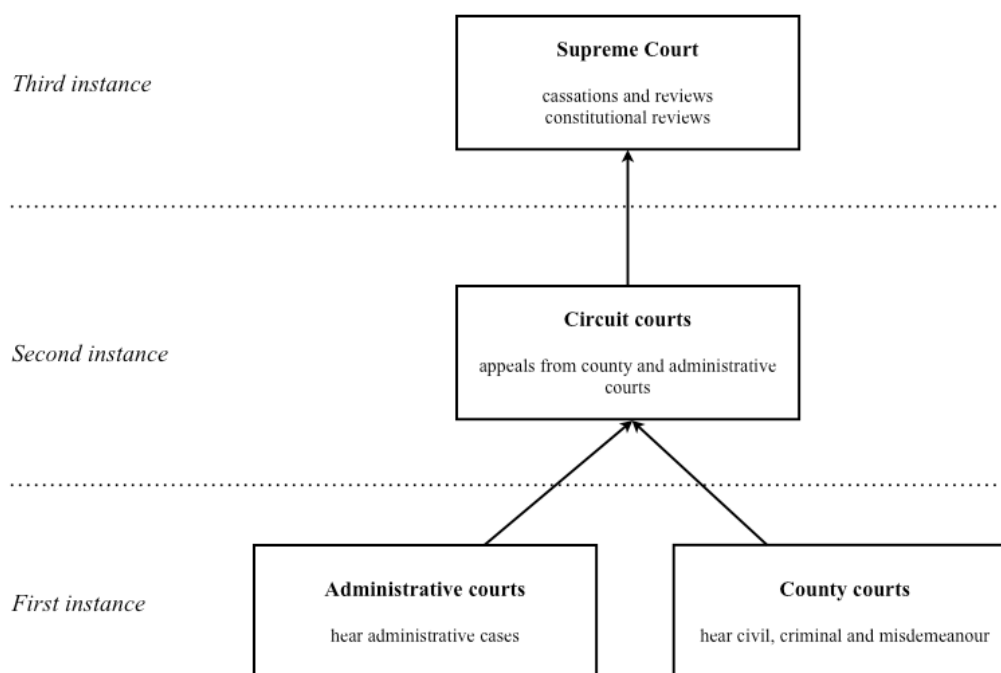 Supreme Court
Third instance
cassations and reviews
constitutional reviews
Circuit courts
Second instance
appeals from county and administrative
courts
Administrative courts
County courts
First instance
hear administrative cases
hear civil, criminal and misdemeanour